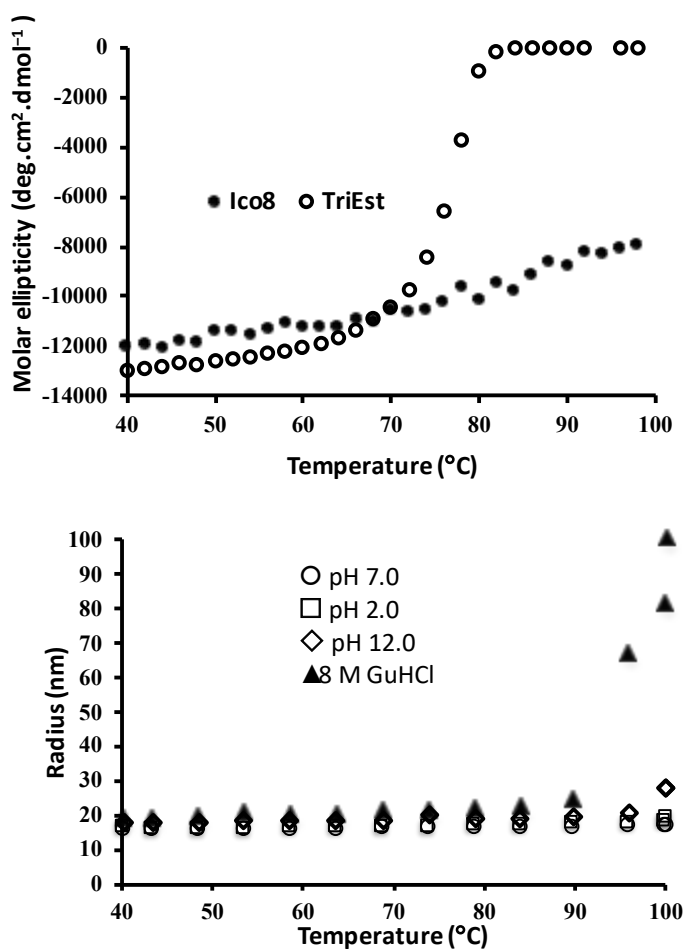 0
-2000
-4000
-6000
-8000
-10000
-12000
-14000
Molar ellipticity (deg.cm².dmol⁻¹)
Ico8 TriEst
40 50 60 70 80 90 100
Temperature (°C)
100
90
80
70
60
50
40
30
20
10
0
Radius (nm)
pH 7.0
pH 2.0
pH 12.0
8 M GuHCl
40 50 60 70 80 90 100
Temperature (°C)